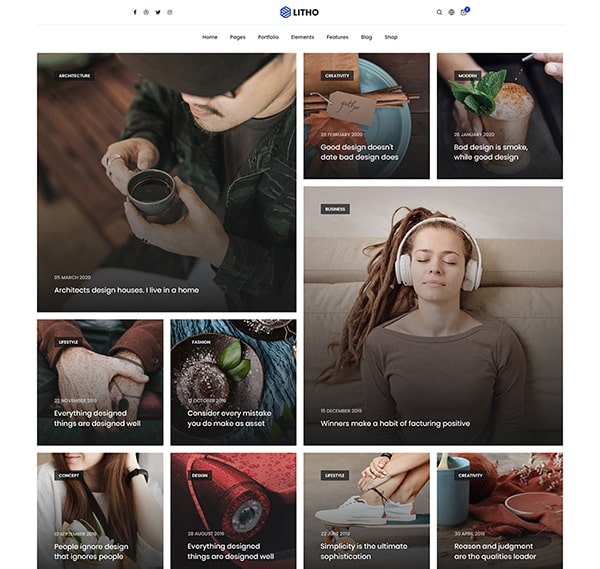 LITHO
2
Home Pages Portfolio Elements Features Blog Shop
ARCHITECTURE
05 MARCH 2020
Architects design houses. I live in a home
CREATIVITY
28 FEBRUARY 2020
Good design doesn't
date bad design does
MODERN
20 JANUARY 2020
Bad design is smoke,
while good design
BUSINESS
15 DECEMBER 2019
Winners make a habit of facturing positive
LIFESTYLE
22 NOVEMBER 2019
Everything designed
things are designed well
FASHION
12 OCTOBER 2019
Consider every mistake
you do make as asset
CONCEPT
10 SEPTEMBER 2019
People ignore design
that ignores people
DESIGN
28 AUGUST 2019
Everything designed
things are designed well
LIFESTYLE
22 JUNE 2019
Simplicity is the ultimate
sophistication
CREATIVITY
30 APRIL 2019
Reason and judgment
are the qualities leader